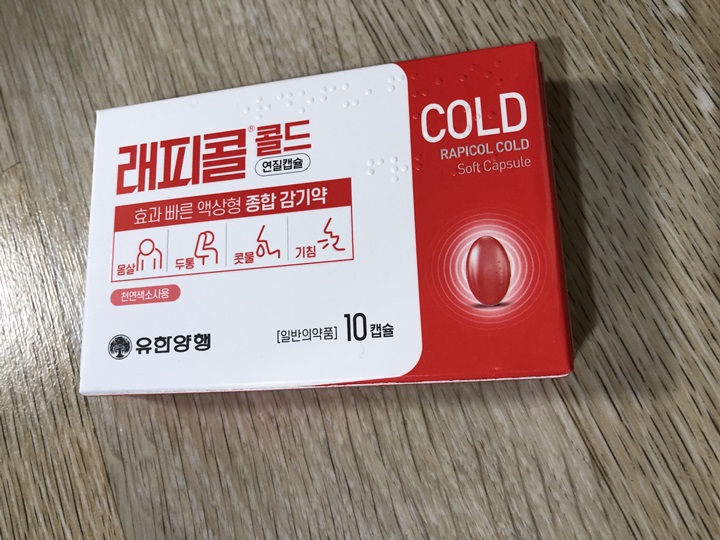 래피콜® 콜드
연질캡슐
효과 빠른 액상형 종합 감기약
몸살 두통 콧물 기침
천연색소사용
유한양행
[일반의약품] 10캡슐
COLD
RAPICOL COLD
Soft Capsule